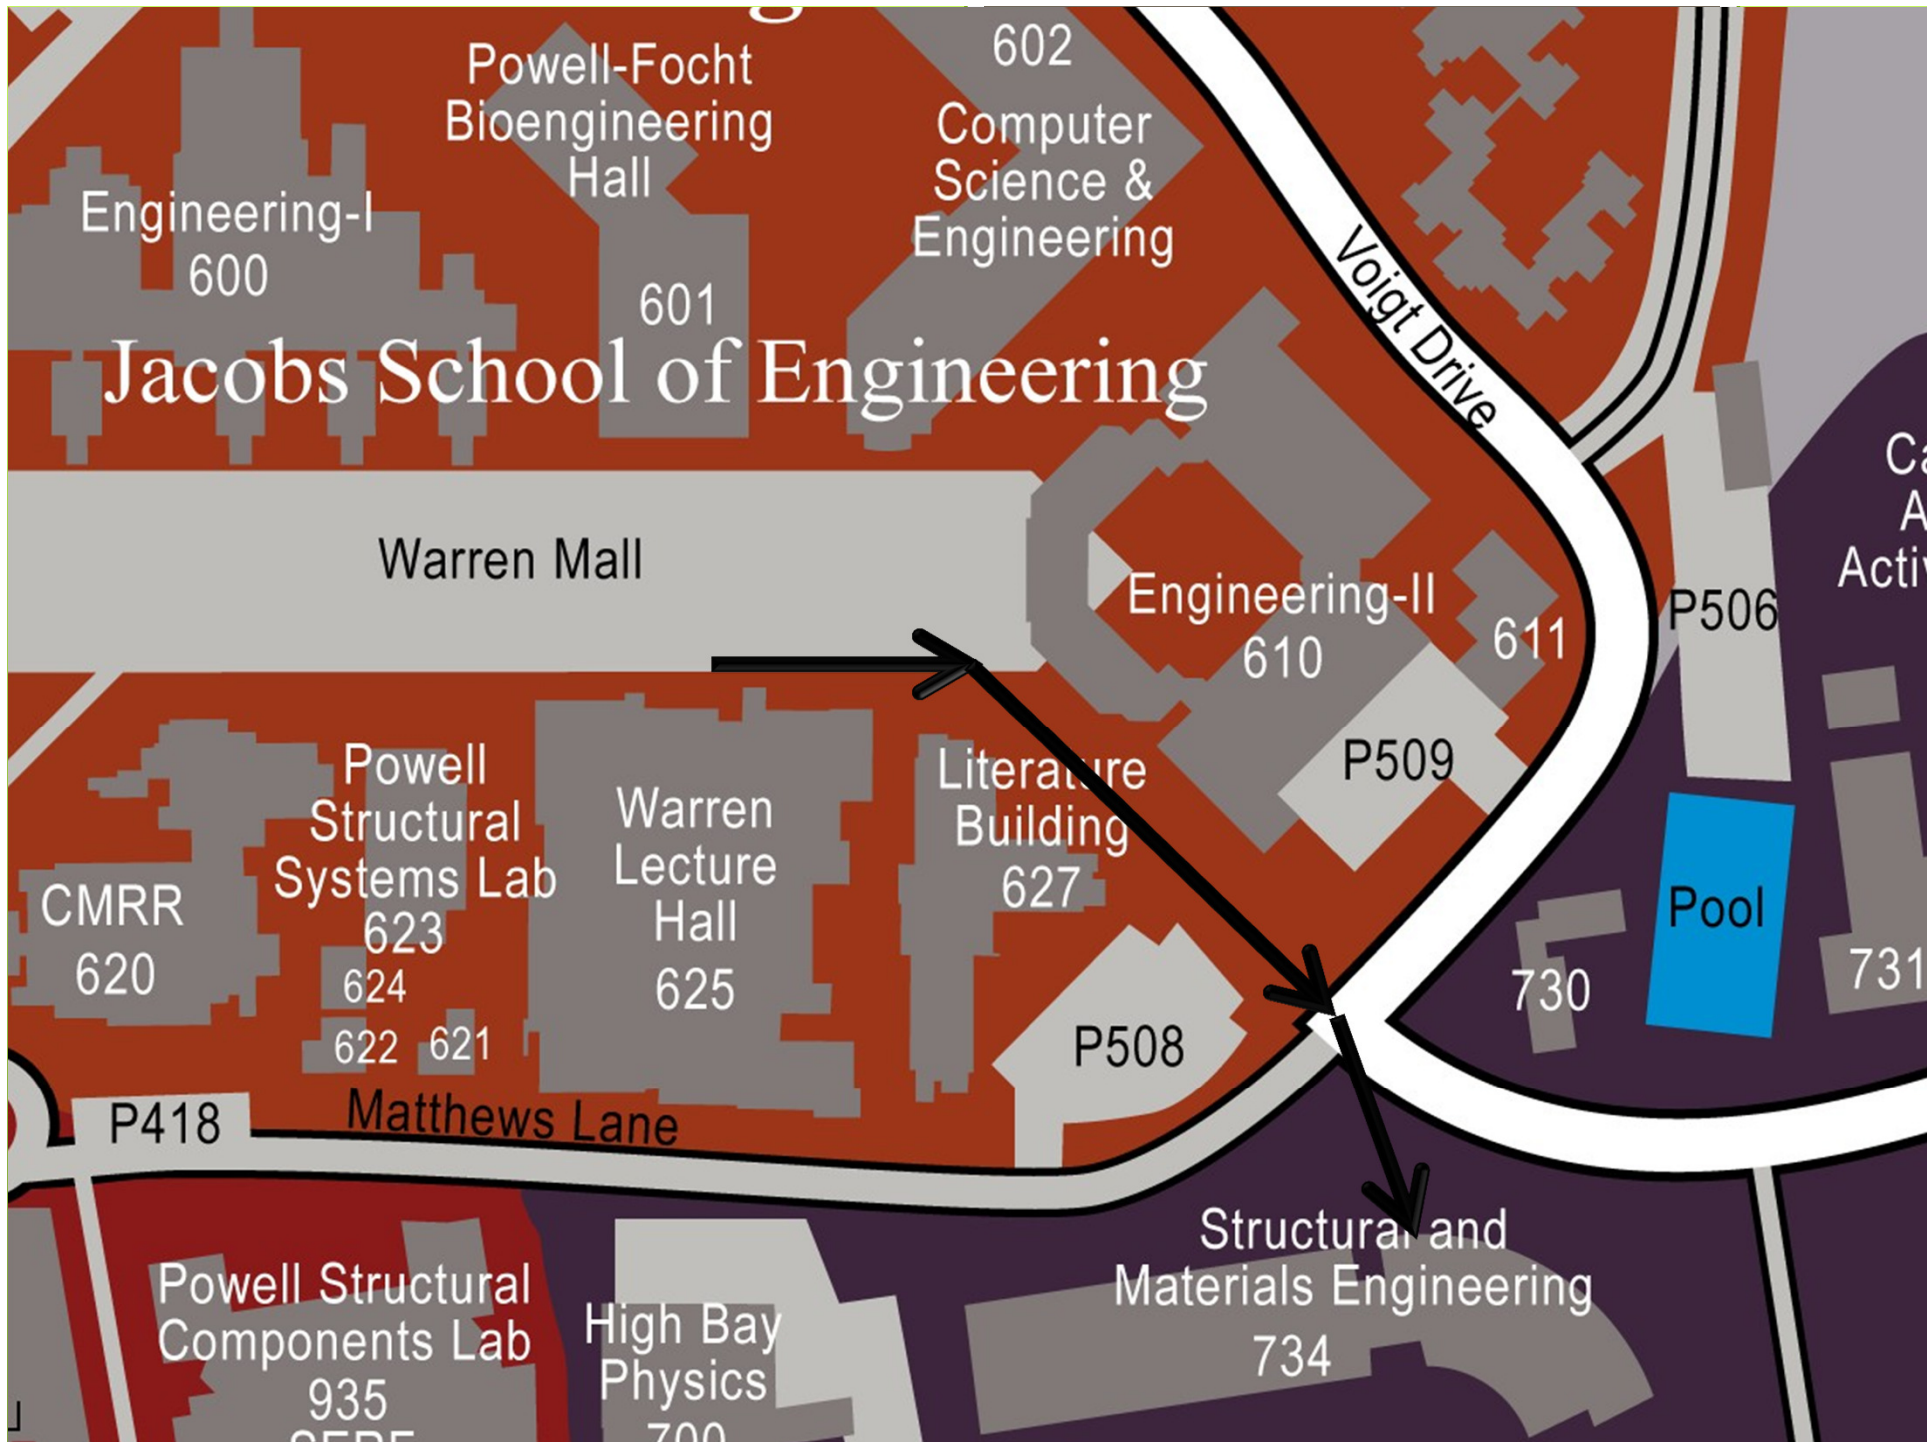 602
Powell-Focht
Bioengineering
Hall
601
Computer
Science &
Engineering
Engineering-I
600
Voigt Drive
Jacobs School of Engineering
Warren Mall
Engineering-II
610
611
P506
P509
Powell
Structural
Systems Lab
623
624
622
621
CMRR
620
Warren
Lecture
Hall
625
Literature
Building
627
P508
Pool
730
731
P418
Matthews Lane
Structural and
Materials Engineering
734
Powell Structural
Components Lab
935
High Bay
Physics
700